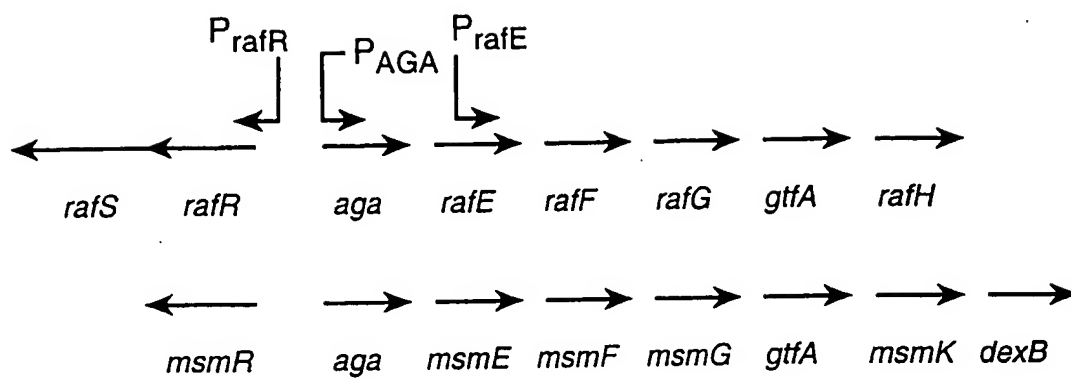 PrafR PAGA PrafE
rafS rafR aga rafE rafF rafG gtfA rafH
msmR aga msmE msmF msmG gtfA msmK dexB